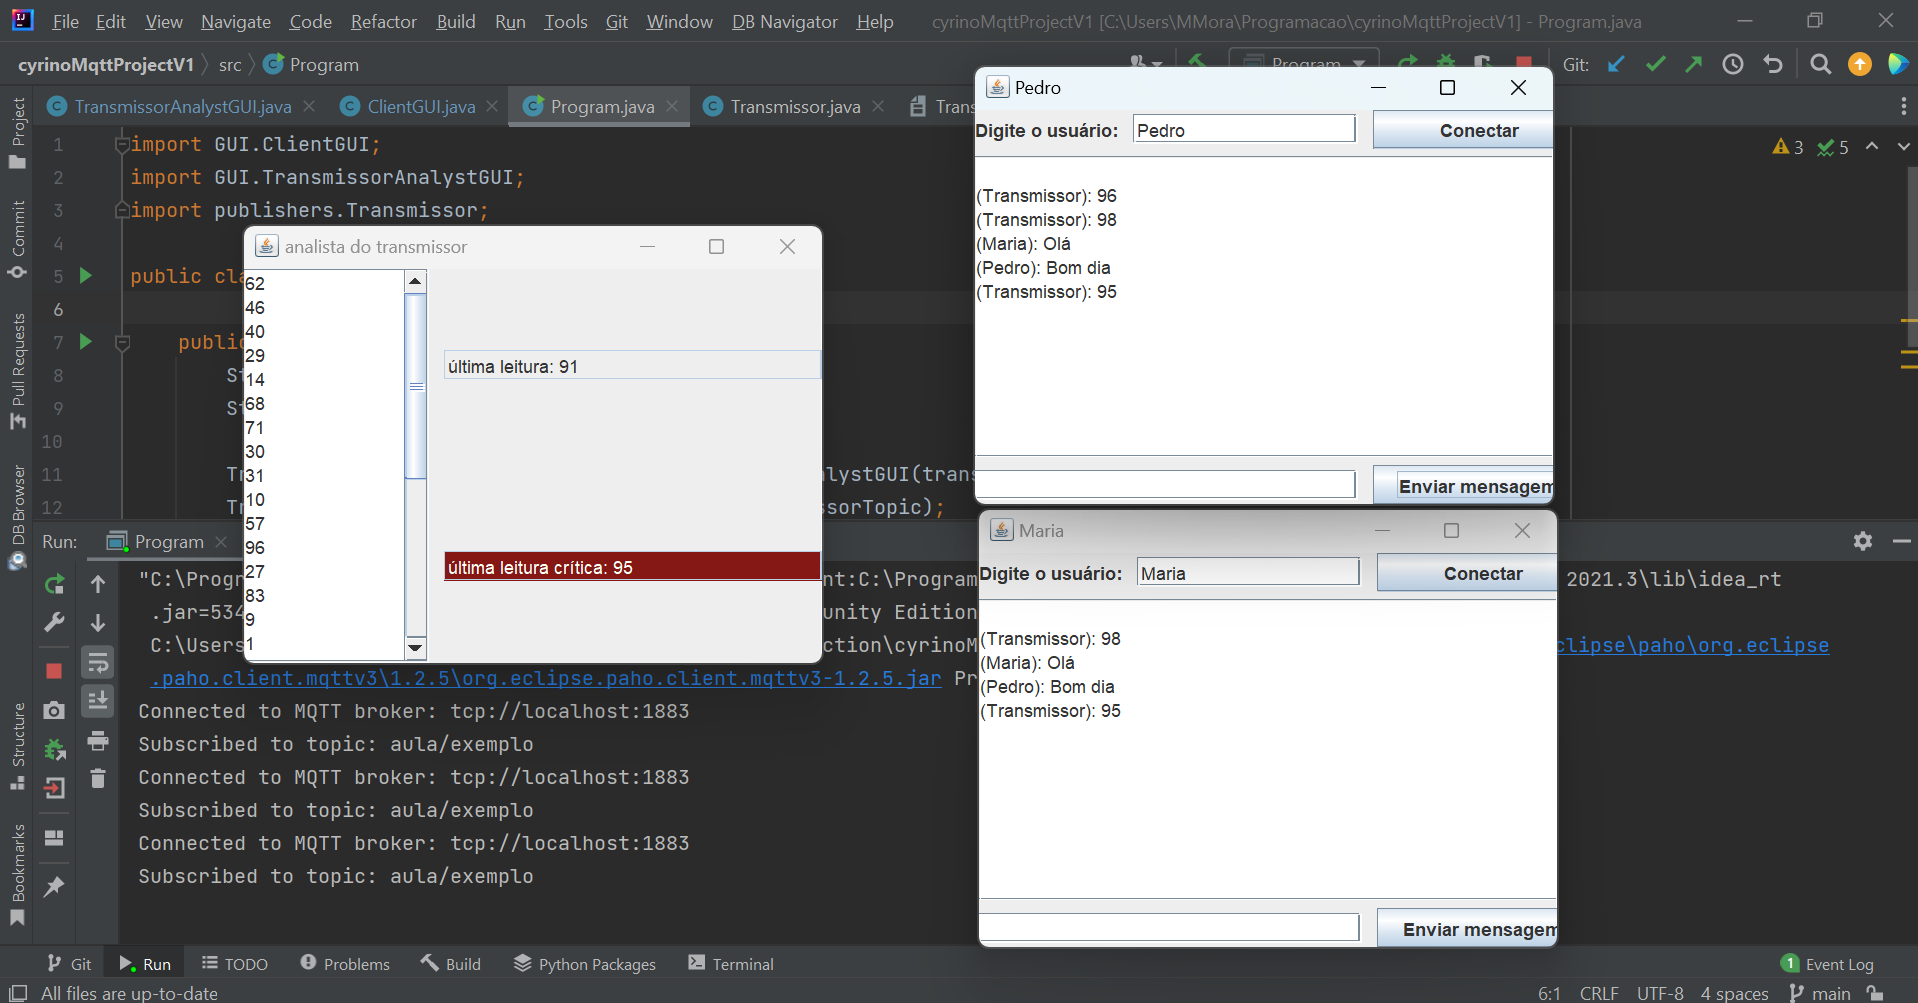 File Edit View Navigate Code Refactor Build Run Tools Git Window DB Navigator Help cyrinoMqttProjectV1 [C:\Users\MMora\Programacao\cyrinoMqttProjectV1] - Program.java
cyrinoMqttProjectV1 src Program
Program Git:
TransmissorAnalystGUI.java ClientGUI.java Program.java Transmissor.java Trans
Project
Commit
Pull Requests
DB Browser
Structure
Bookmarks
1 import GUI.ClientGUI;
2 import GUI.TransmissorAnalystGUI;
3 import publishers.Transmissor;
4
5 public cla
6
7 public
8 St
9 St
10
11 Tr lystGUI(trans
12 Tr ssorTopic);
3 5
analista do transmissor
62
46
40
29
14
68
71
30
31
10
57
96
27
83
9
1
última leitura: 91
última leitura crítica: 95
Pedro
Digite o usuário: Pedro Conectar
(Transmissor): 96
(Transmissor): 98
(Maria): Olá
(Pedro): Bom dia
(Transmissor): 95
Enviar mensagem
Maria
Digite o usuário: Maria Conectar
(Transmissor): 98
(Maria): Olá
(Pedro): Bom dia
(Transmissor): 95
Enviar mensagem
Run: Program
"C:\Progr nt:C:\Program 2021.3\lib\idea_rt
.jar=534 unity Edition
C:\Users ction\cyrinoM clipse\paho\org.eclipse
.paho.client.mqttv3\1.2.5\org.eclipse.paho.client.mqttv3-1.2.5.jar Pr
Connected to MQTT broker: tcp://localhost:1883
Subscribed to topic: aula/exemplo
Connected to MQTT broker: tcp://localhost:1883
Subscribed to topic: aula/exemplo
Connected to MQTT broker: tcp://localhost:1883
Subscribed to topic: aula/exemplo
Git Run TODO Problems Build Python Packages Terminal 1 Event Log
All files are up-to-date 6:1 CRLF UTF-8 4 spaces main